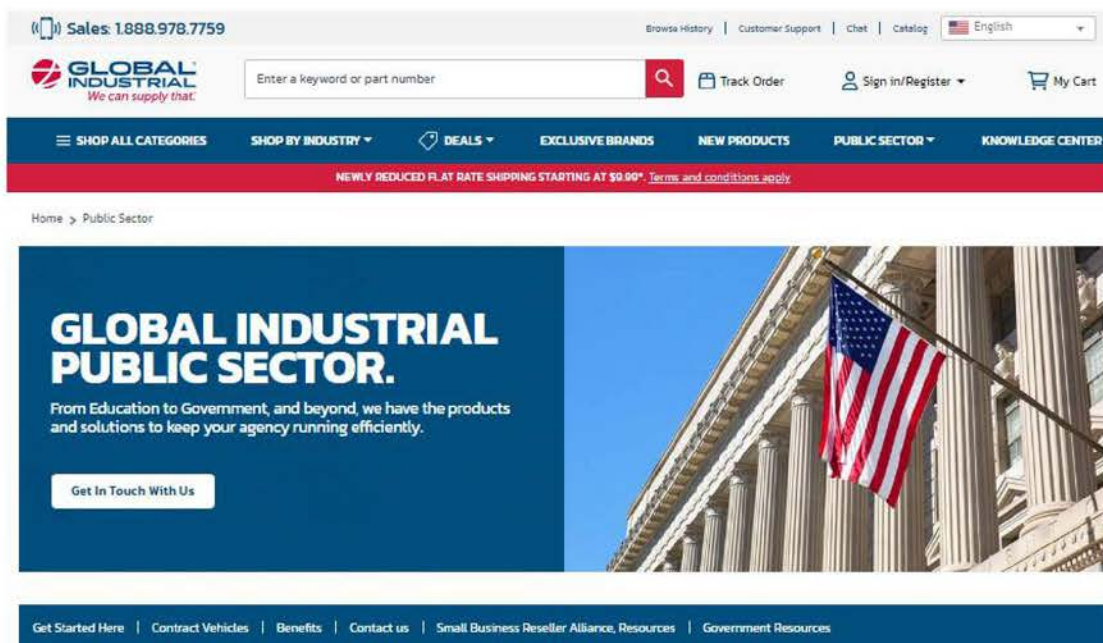 Sales: 1.888.978.7759
Browse History | Customer Support | Chat | Catalog
English
GLOBAL INDUSTRIAL
We can supply that.
Enter a keyword or part number
Track Order
Sign in/Register
My Cart
SHOP ALL CATEGORIES
SHOP BY INDUSTRY
DEALS
EXCLUSIVE BRANDS
NEW PRODUCTS
PUBLIC SECTOR
KNOWLEDGE CENTER
NEWLY REDUCED FLAT RATE SHIPPING STARTING AT $9.99*. Terms and conditions apply
Home > Public Sector
GLOBAL INDUSTRIAL
PUBLIC SECTOR.
From Education to Government, and beyond, we have the products
and solutions to keep your agency running efficiently.
Get In Touch With Us
Get Started Here | Contract Vehicles | Benefits | Contact us | Small Business Reseller Alliance, Resources | Government Resources